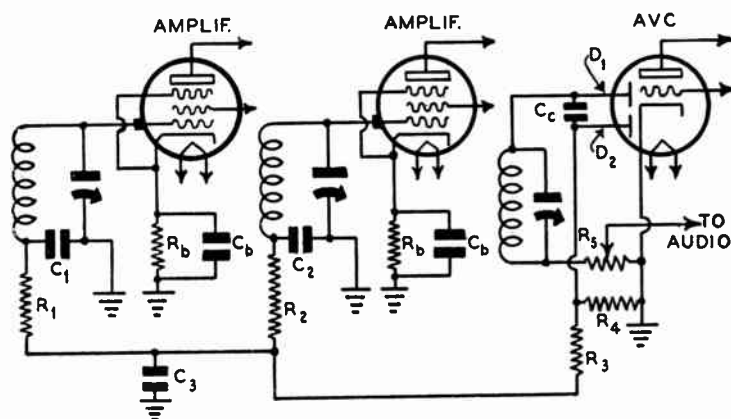 AMPLIF.
AMPLIF.
AVC
D1
Cc
D2
C1
Rb
Cb
C2
Rb
Cb
R5
TO
AUDIO
R1
R2
R4
R3
C3